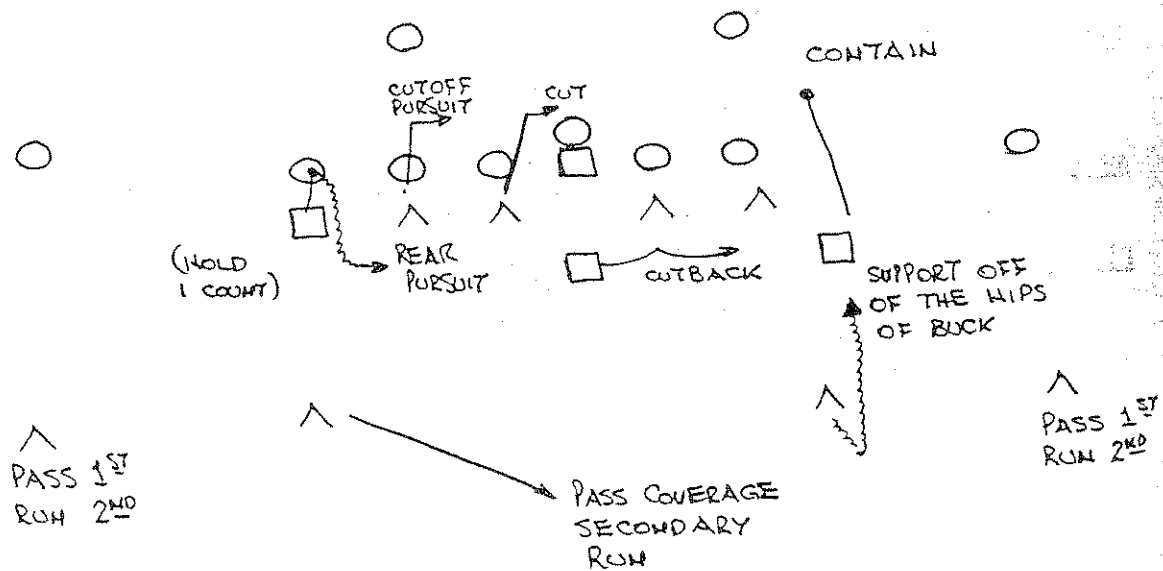 CONTAIN
CUTOFF
PURSUIT
CUT
(HOLD
1 COUNT)
REAR
PURSUIT
CUTBACK
SUPPORT OFF
OF THE HIPS
OF BUCK
PASS 1ST
RUN 2ND
PASS COVERAGE
SECONDARY
RUN
PASS 1ST
RUN 2ND